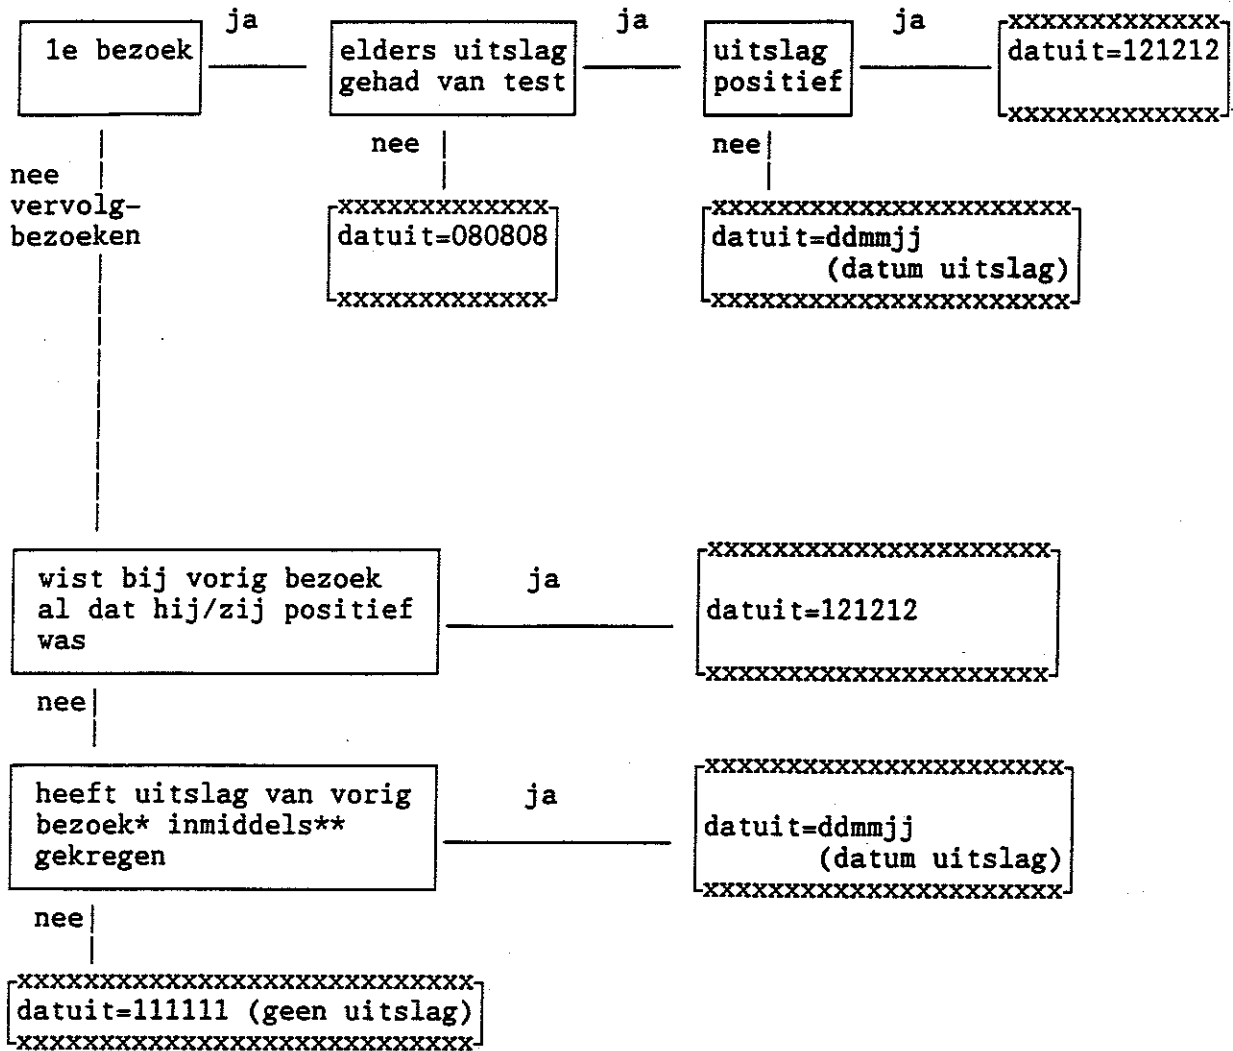 ja
ja
ja
1e bezoek
elders uitslag
gehad van test
uitslag
positief
xxxxxxxxxxxxx
datuit=121212
xxxxxxxxxxxxx
nee
vervolg-
bezoeken
nee
xxxxxxxxxxxxx
datuit=080808
xxxxxxxxxxxxx
nee
xxxxxxxxxxxxxxxxxxxxxx
datuit=ddmmjj
(datum uitslag)
xxxxxxxxxxxxxxxxxxxxxx
wist bij vorig bezoek
al dat hij/zij positief
was
ja
xxxxxxxxxxxxxxxxxxxxx
datuit=121212
xxxxxxxxxxxxxxxxxxxxx
nee
heeft uitslag van vorig
bezoek* inmiddels**
gekregen
ja
xxxxxxxxxxxxxxxxxxxxxx
datuit=ddmmjj
(datum uitslag)
xxxxxxxxxxxxxxxxxxxxxx
nee
xxxxxxxxxxxxxxxxxxxxxxxxxxxx
datuit=111111 (geen uitslag)
xxxxxxxxxxxxxxxxxxxxxxxxxxxx